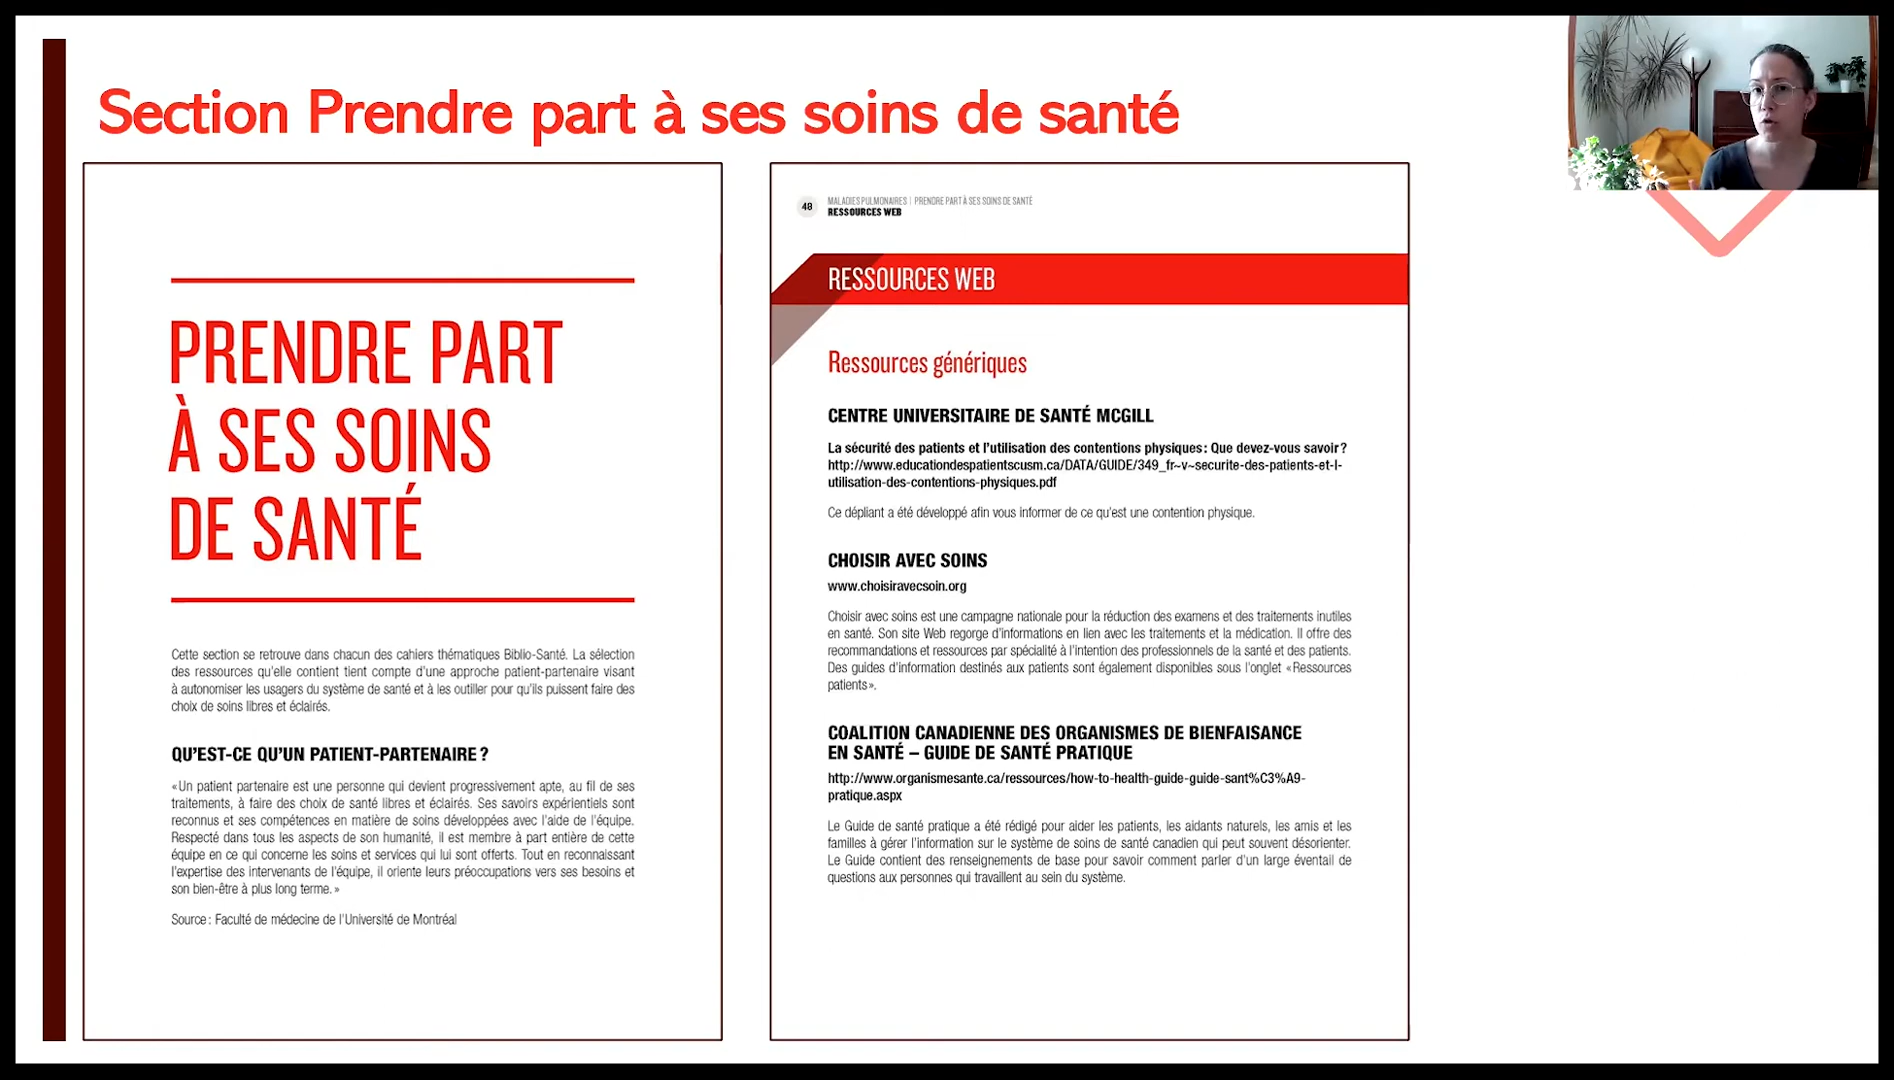 Section Prendre part à ses soins de santé
PRENDRE PART
À SES SOINS
DE SANTÉ
Cette section se retrouve dans chacun des cahiers thématiques Biblio-Santé. La sélection
des ressources qu'elle contient tient compte d'une approche patient-partenaire visant
à autonomiser les usagers du système de santé et à les outiller pour qu'ils puissent faire des
choix de soins libres et éclairés.
QU'EST-CE QU'UN PATIENT-PARTENAIRE ?
«Un patient partenaire est une personne qui devient progressivement apte, au fil de ses
traitements, à faire des choix de santé libres et éclairés. Ses savoirs expérientiels sont
reconnus et ses compétences en matière de soins développées avec l'aide de l'équipe.
Respecté dans tous les aspects de son humanité, il est membre à part entière de cette
équipe en ce qui concerne les soins et services qui lui sont offerts. Tout en reconnaissant
l'expertise des intervenants de l'équipe, il oriente leurs préoccupations vers ses besoins et
son bien-être à plus long terme.»
Source : Faculté de médecine de l'Université de Montréal
48 MALADIES PULMONAIRES | PRENDRE PART À SES SOINS DE SANTÉ
RESSOURCES WEB
RESSOURCES WEB
Ressources génériques
CENTRE UNIVERSITAIRE DE SANTÉ MCGILL
La sécurité des patients et l'utilisation des contentions physiques : Que devez-vous savoir ?
http://www.educationdespatientscusm.ca/DATA/GUIDE/349_fr~v~securite-des-patients-et-l-
utilisation-des-contentions-physiques.pdf
Ce dépliant a été développé afin vous informer de ce qu'est une contention physique.
CHOISIR AVEC SOINS
www.choisiravecsoin.org
Choisir avec soins est une campagne nationale pour la réduction des examens et des traitements inutiles
en santé. Son site Web regorge d'informations en lien avec les traitements et la médication. Il offre des
recommandations et ressources par spécialité à l'intention des professionnels de la santé et des patients.
Des guides d'information destinés aux patients sont également disponibles sous l'onglet «Ressources
patients».
COALITION CANADIENNE DES ORGANISMES DE BIENFAISANCE
EN SANTÉ – GUIDE DE SANTÉ PRATIQUE
http://www.organismesante.ca/ressources/how-to-health-guide-guide-sant%C3%A9-
pratique.aspx
Le Guide de santé pratique a été rédigé pour aider les patients, les aidants naturels, les amis et les
familles à gérer l'information sur le système de soins de santé canadien qui peut souvent désorienter.
Le Guide contient des renseignements de base pour savoir comment parler d'un large éventail de
questions aux personnes qui travaillent au sein du système.